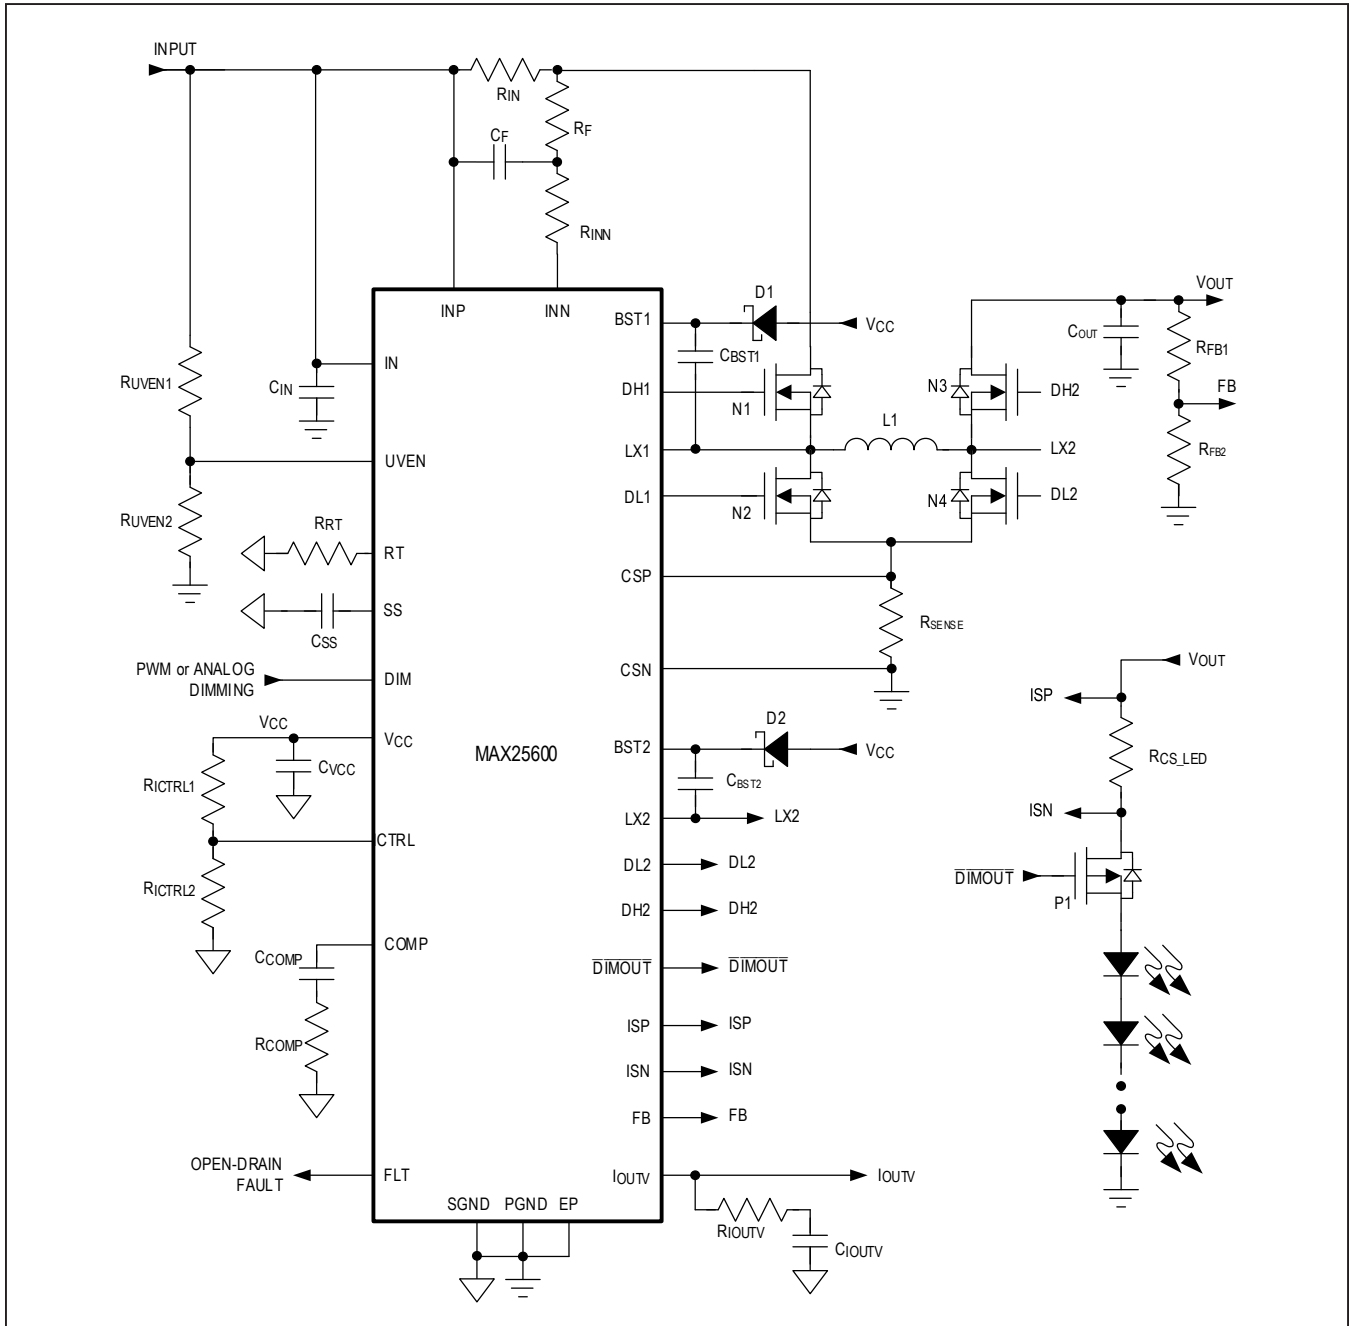 INPUT
RIN
RF
CF
RINN
INP
INN
D1
BST1
VCC
CBST1
VOUT
COUT
RFB1
FB
RFB2
IN
CIN
RUVEN1
DH1
N1
N3
DH2
L1
LX1
LX2
UVEN
DL1
N2
N4
DL2
RUVEN2
RRT
RT
CSP
SS
CSS
RSENSE
CSN
PWM or ANALOG
DIMMING
DIM
VOUT
ISP
VCC
VCC
D2
BST2
VCC
MAX25600
CVCC
RICTRL1
CBST2
RCS_LED
LX2
LX2
ISN
CTRL
DL2
DL2
DIMOUT
P1
RICTRL2
DH2
DH2
COMP
CCOMP
DIMOUT
DIMOUT
RCOMP
ISP
ISP
ISN
ISN
FB
FB
OPEN-DRAIN
FAULT
FLT
IOUTV
IOUTV
SGND
PGND
EP
RIOUTV
CIOUTV